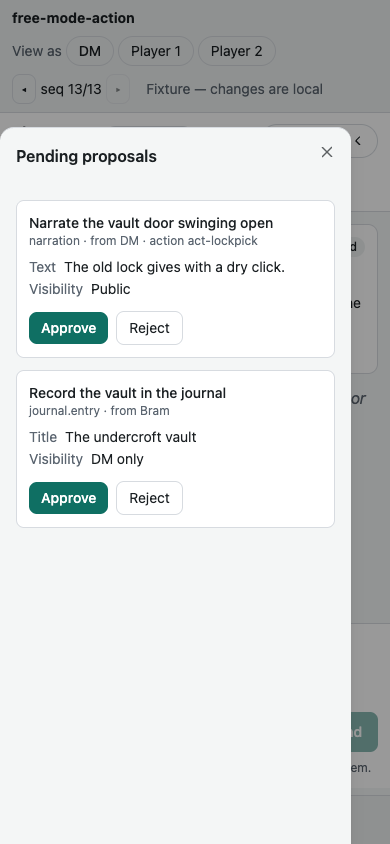 free-mode-action
View as DM Player 1 Player 2
seq 13/13 Fixture — changes are local
Pending proposals
Narrate the vault door swinging open
narration · from DM · action act-lockpick
Text The old lock gives with a dry click.
Visibility Public
Approve Reject
Record the vault in the journal
journal.entry · from Bram
Title The undercroft vault
Visibility DM only
Approve Reject